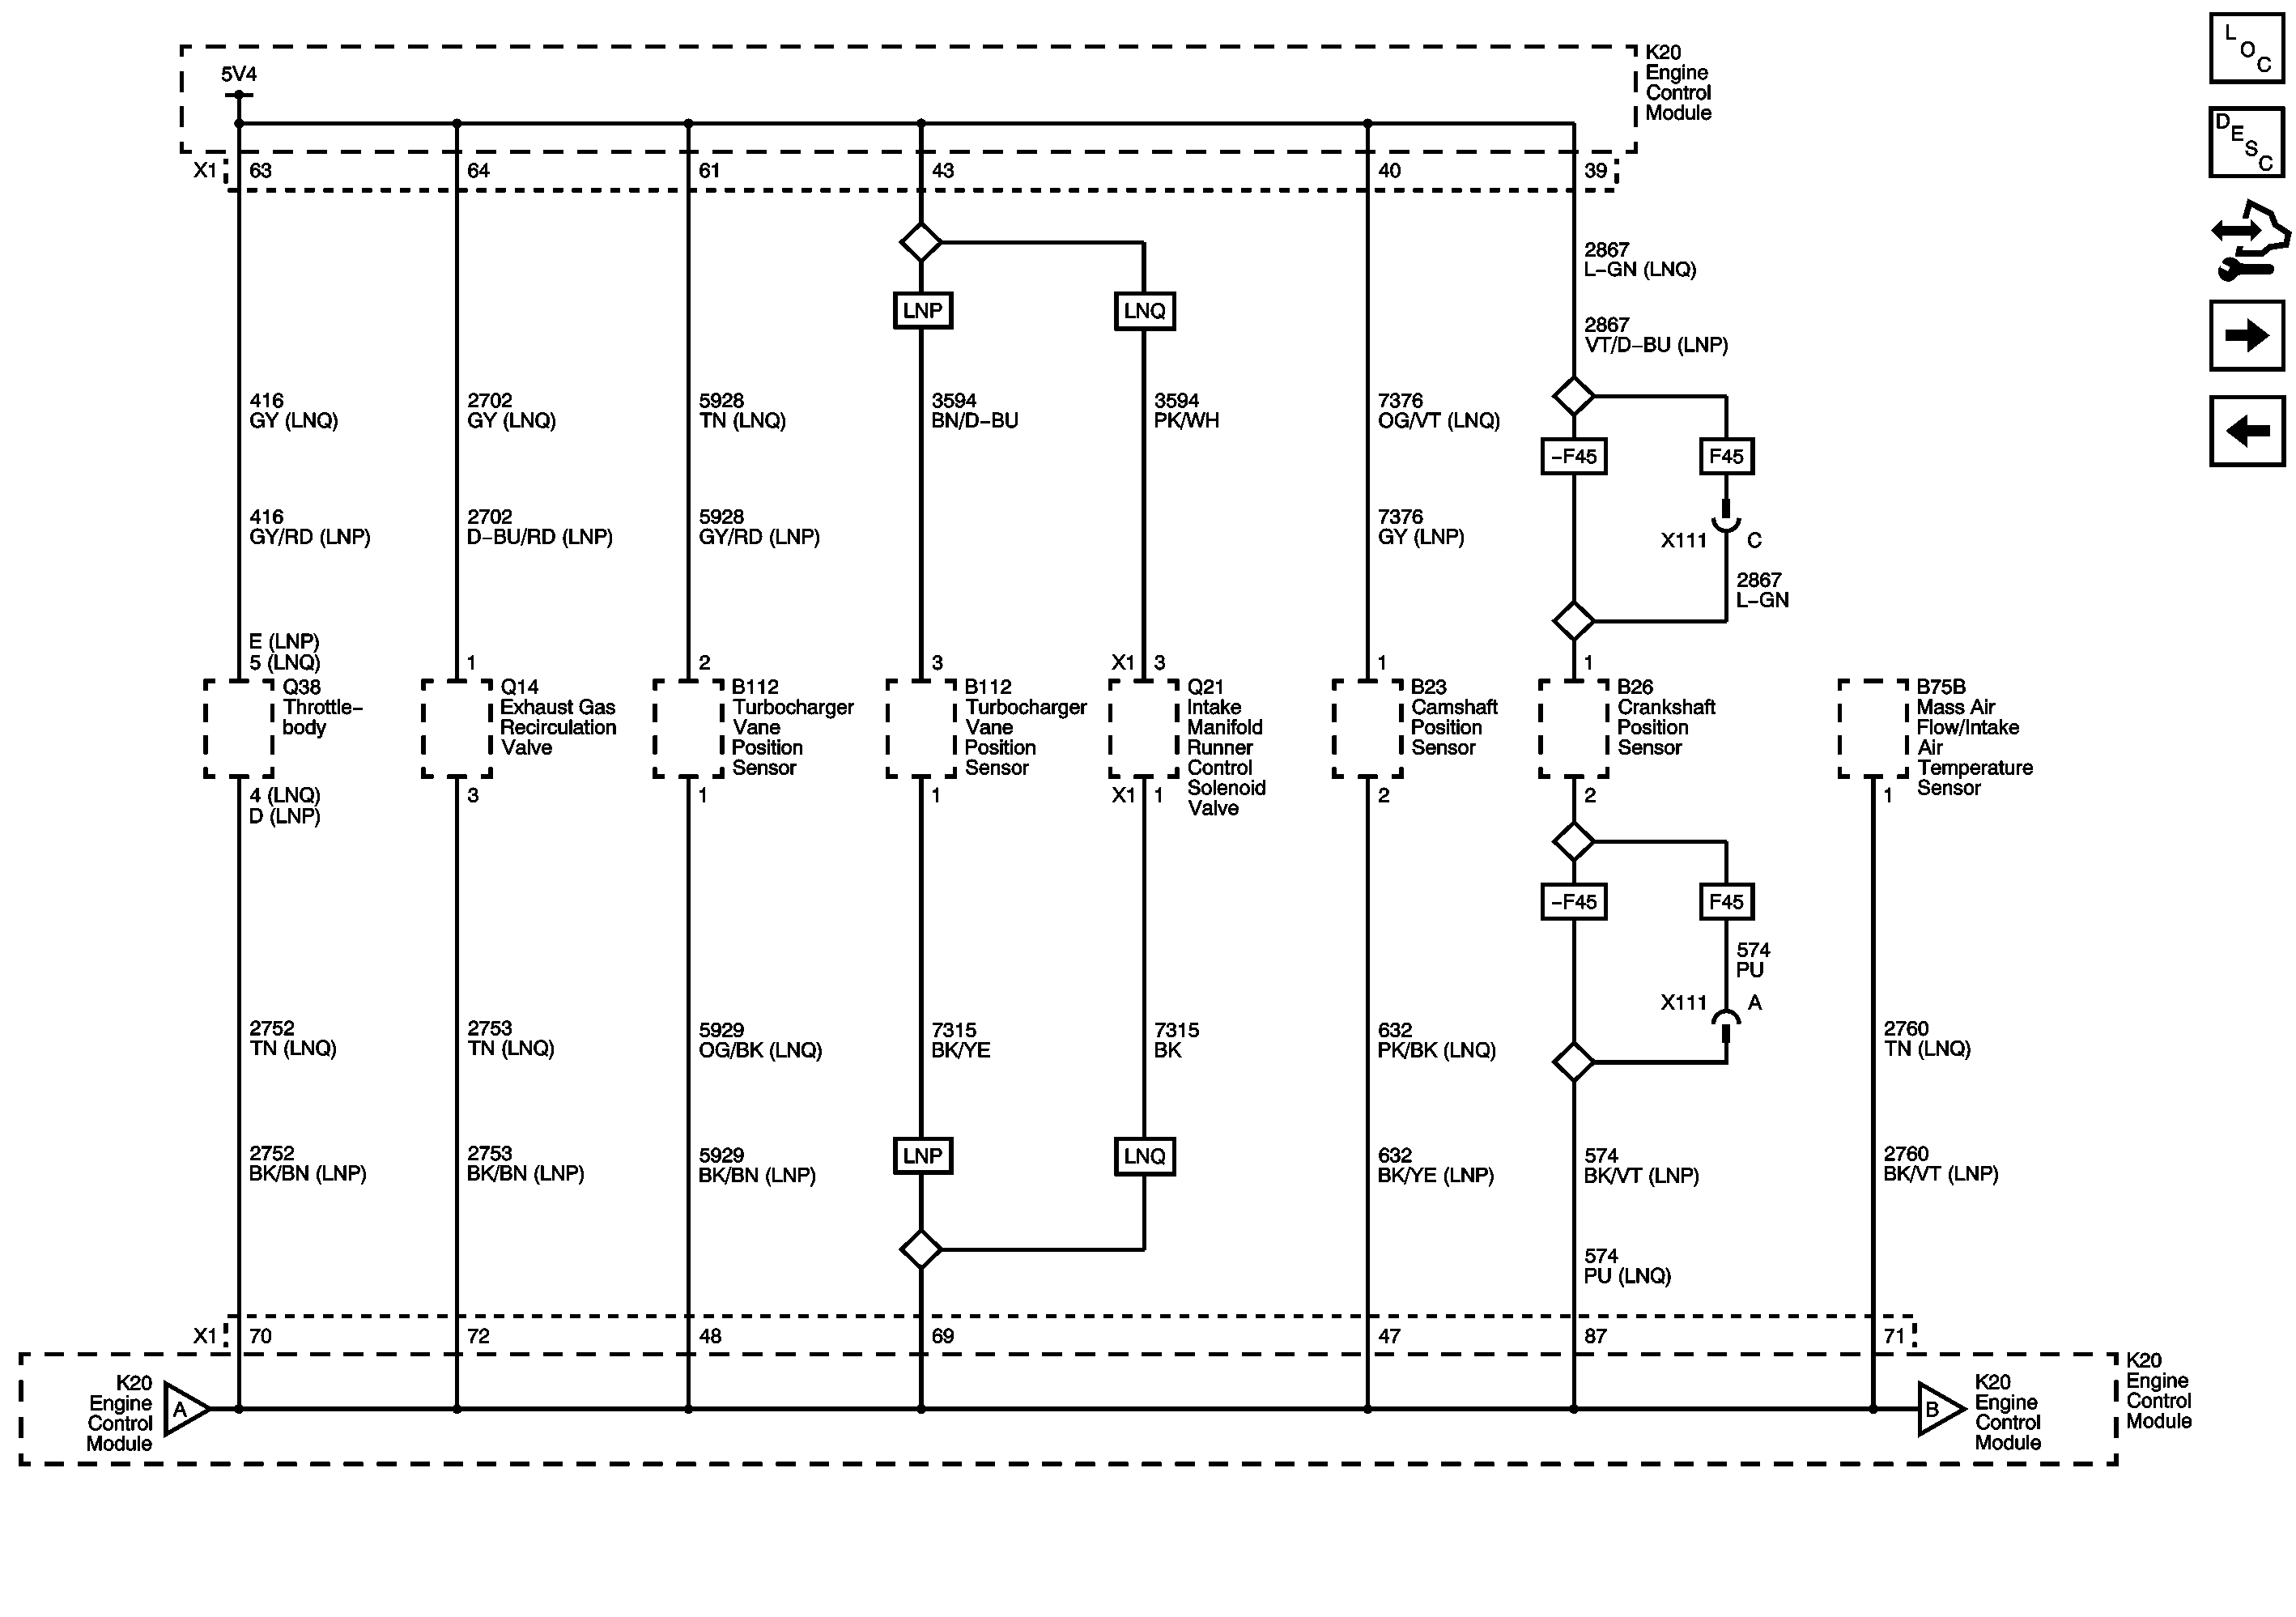 L
O
C
K20
Engine
Control
Module
5V4
D
E
S
C
X1 63 64 61 43 40 39
2867
L-GN (LNQ)
LNP LNQ
2867
VT/D-BU (LNP)
416
GY (LNQ)
2702
GY (LNQ)
5928
TN (LNQ)
3594
BN/D-BU
3594
PK/WH
7376
OG/VT (LNQ)
-F45 F45
416
GY/RD (LNP)
2702
D-BU/RD (LNP)
5928
GY/RD (LNP)
7376
GY (LNP)
X111 C
2867
L-GN
E (LNP)
5 (LNQ)
1 2 3 X1 3 1 1
Q38
Throttle-
body
Q14
Exhaust Gas
Recirculation
Valve
B112
Turbocharger
Vane
Position
Sensor
B112
Turbocharger
Vane
Position
Sensor
Q21
Intake
Manifold
Runner
Control
Solenoid
Valve
B23
Camshaft
Position
Sensor
B26
Crankshaft
Position
Sensor
B75B
Mass Air
Flow/Intake
Air
Temperature
Sensor
4 (LNQ)
D (LNP)
3 1 1 X1 1 2 2 1
-F45 F45
574
PU
X111 A
2752
TN (LNQ)
2753
TN (LNQ)
5929
OG/BK (LNQ)
7315
BK/YE
7315
BK
632
PK/BK (LNQ)
2760
TN (LNQ)
2752
BK/BN (LNP)
2753
BK/BN (LNP)
5929
BK/BN (LNP)
LNP LNQ
632
BK/YE (LNP)
574
BK/VT (LNP)
2760
BK/VT (LNP)
574
PU (LNQ)
X1 70 72 48 69 47 87 71
K20
Engine
Control
Module
A
B
K20
Engine
Control
Module
K20
Engine
Control
Module